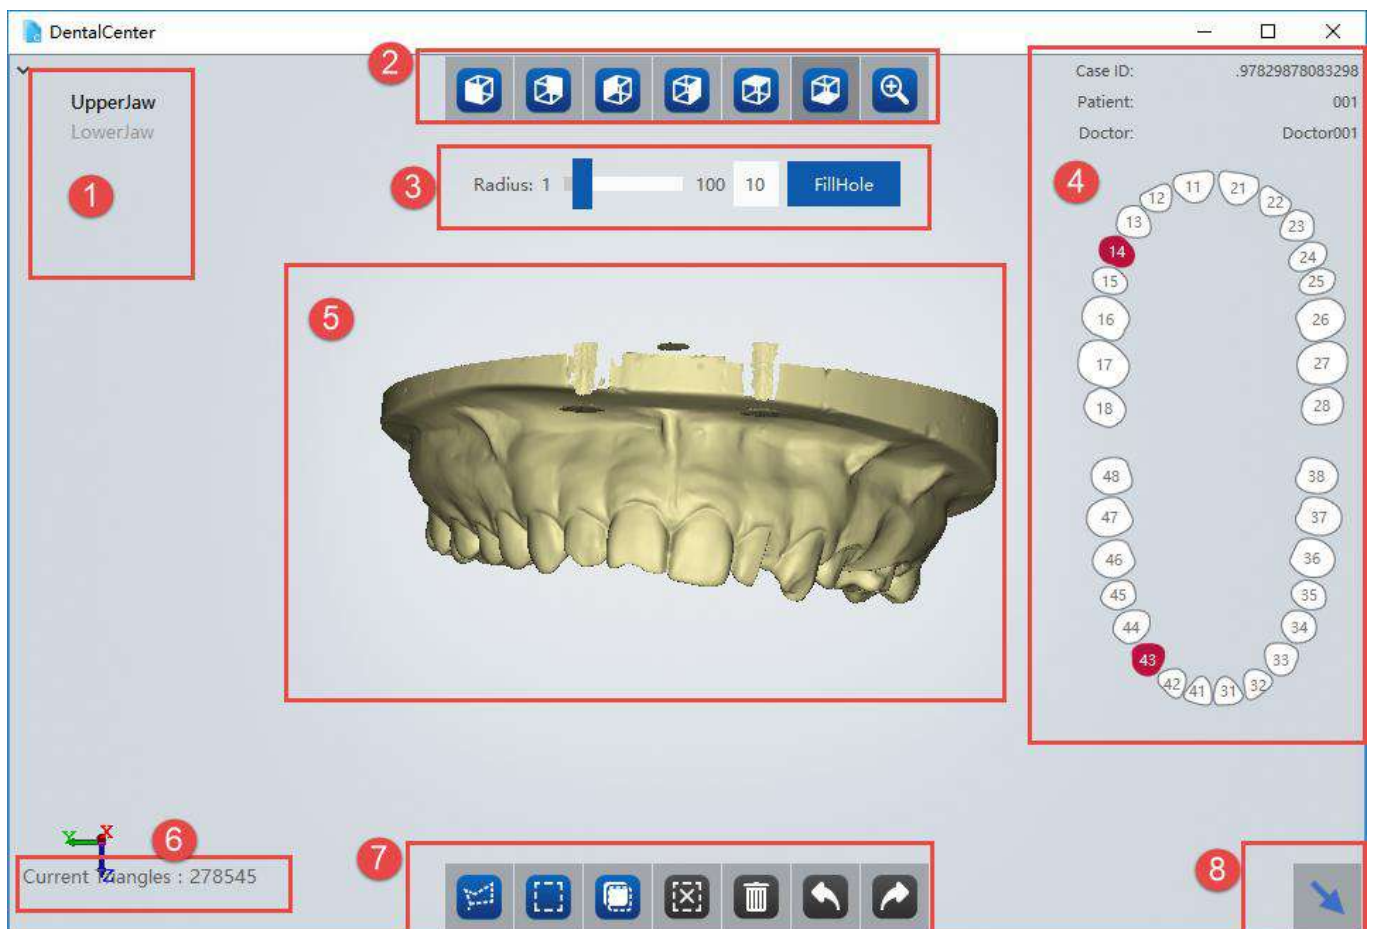 DentalCenter
UpperJaw
LowerJaw
1
2
3
Radius: 1
100
10
FillHole
Case ID: .97829878083298
Patient: 001
Doctor: Doctor001
4
11 21
12 22
13 23
14 24
15 25
16 26
17 27
18 28
48 38
47 37
46 36
45 35
44 34
43 33
42 41 31 32
5
Y X
Z
6
Current Triangles : 278545
7
8